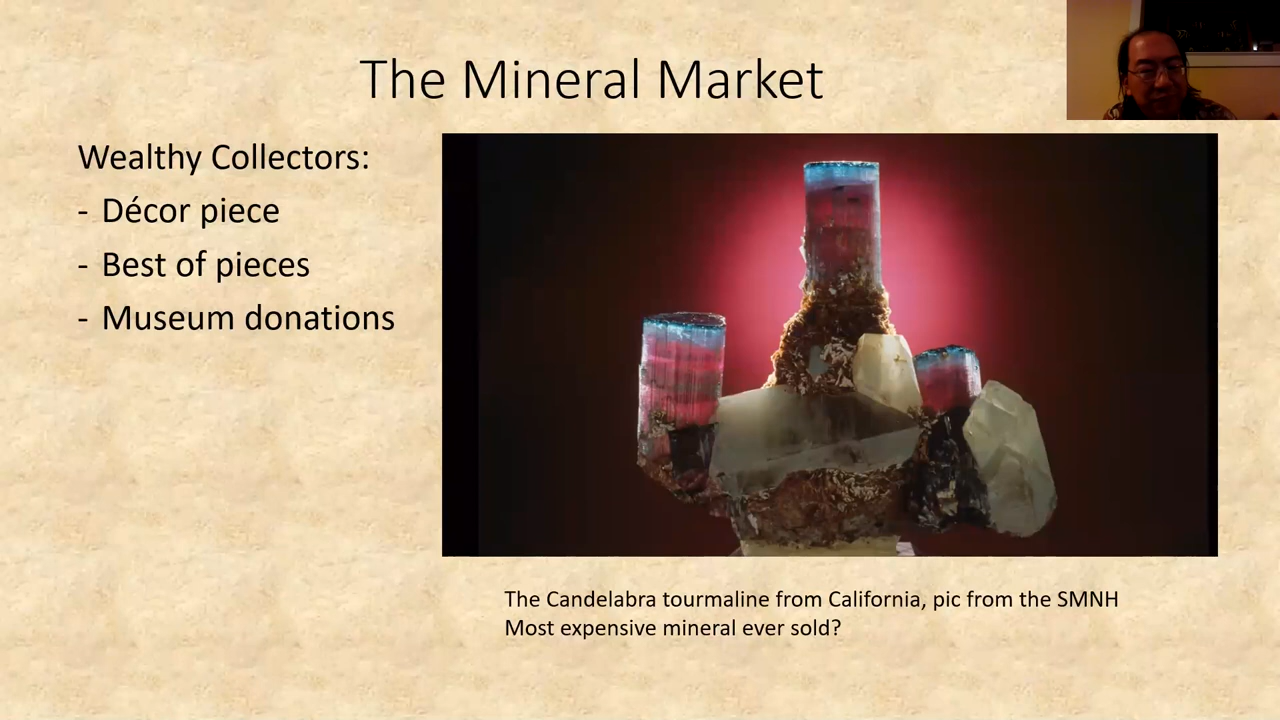 The Mineral Market
Wealthy Collectors:
- Décor piece
- Best of pieces
- Museum donations
The Candelabra tourmaline from California, pic from the SMNH
Most expensive mineral ever sold?